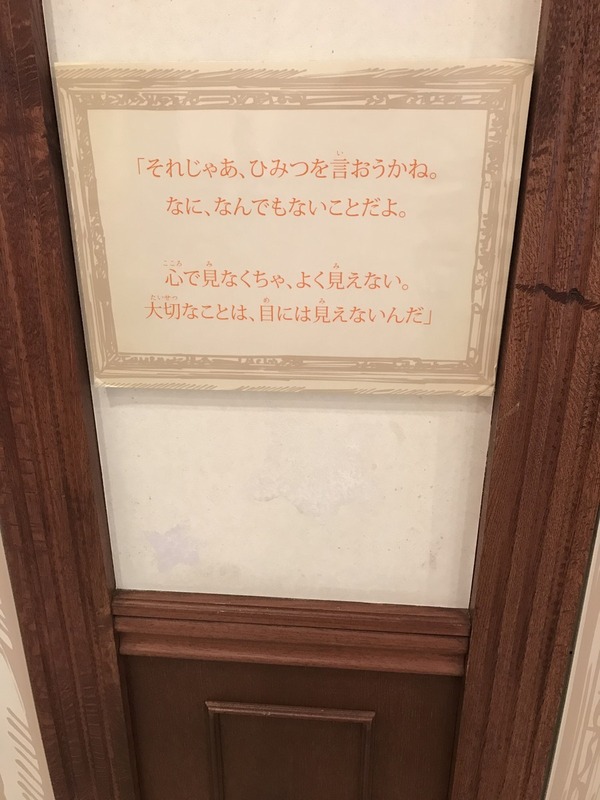 「それじゃあ、ひみつを言おうかね。
なに、なんでもないことだよ。
心で見なくちゃ、よく見えない。
大切なことは、目には見えないんだ」